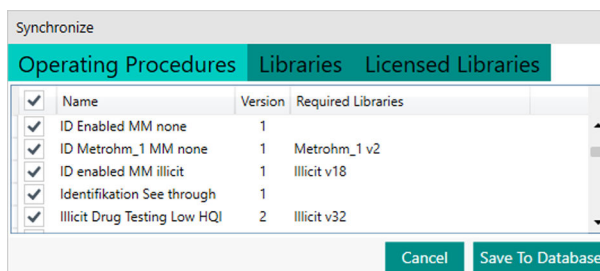 Synchronize
Operating Procedures Libraries Licensed Libraries
Name Version Required Libraries
ID Enabled MM none 1
ID Metrohm_1 MM none 1 Metrohm_1 v2
ID enabled MM illicit 1 Illicit v18
Identifikation See through 1
Illicit Drug Testing Low HQI 2 Illicit v32
Cancel Save To Database